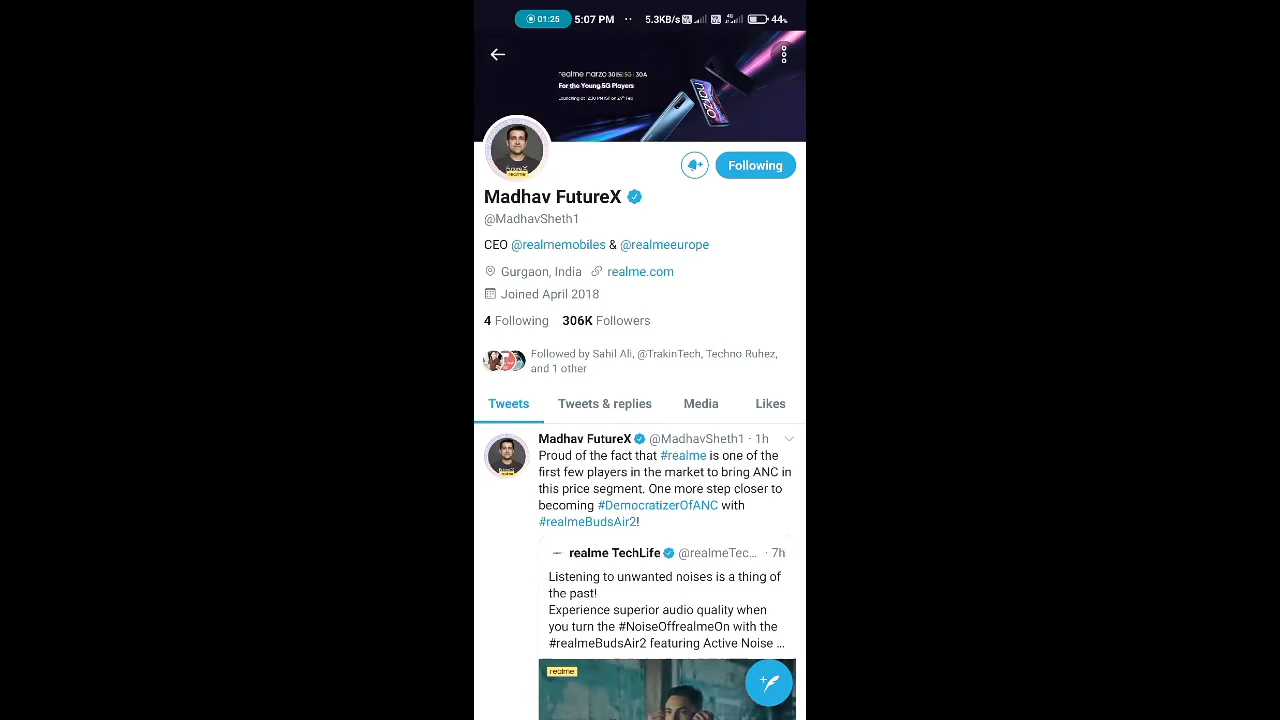 01:25 5:07 PM 5.3KB/s 44%
realme narzo 30 5G | 30A
For the Young 5G Players
narzo
FutureX
realme
Following
Madhav FutureX
@MadhavSheth1
CEO @realmemobiles & @realmeeurope
Gurgaon, India realme.com
Joined April 2018
4 Following 306K Followers
Followed by Sahil Ali, @TrakinTech, Techno Ruhez,
and 1 other
Tweets Tweets & replies Media Likes
Madhav FutureX @MadhavSheth1 · 1h
Proud of the fact that #realme is one of the
first few players in the market to bring ANC in
this price segment. One more step closer to
becoming #DemocratizerOfANC with
#realmeBudsAir2!
realme TechLife @realmeTec... · 7h
Listening to unwanted noises is a thing of
the past!
Experience superior audio quality when
you turn the #NoiseOffrealmeOn with the
#realmeBudsAir2 featuring Active Noise ...
realme